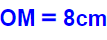 OM = 8cm